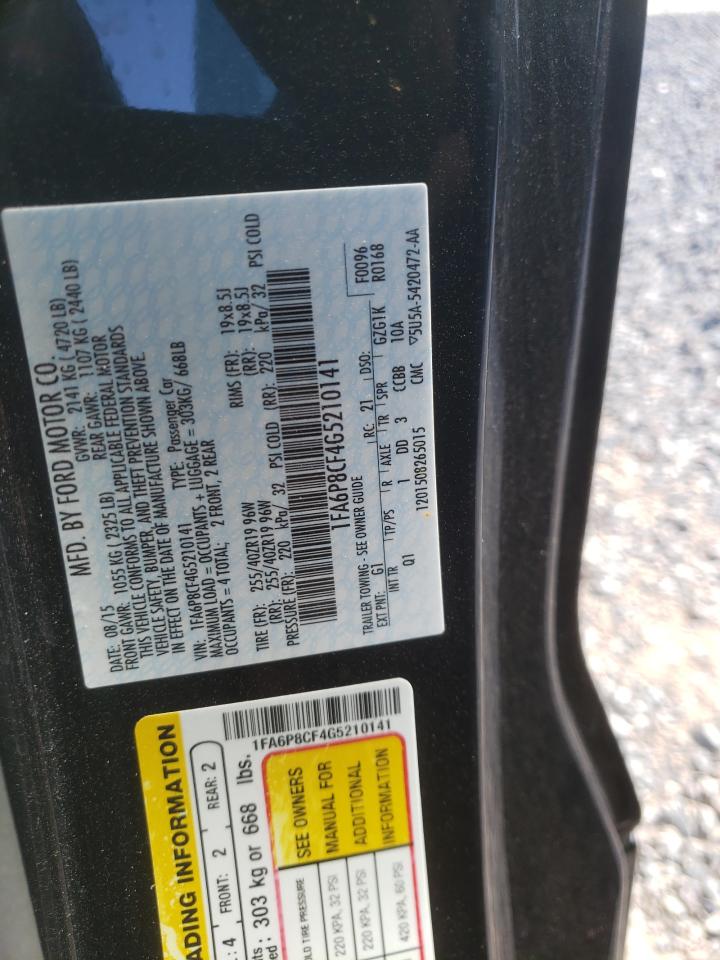 MFD. BY FORD MOTOR CO.
DATE: 08/15 GVWR: 2141 KG ( 4720 LB)
FRONT GAWR: 1055 KG ( 2325 LB) REAR GAWR: 1107 KG ( 2440 LB)
THIS VEHICLE CONFORMS TO ALL APPLICABLE FEDERAL MOTOR
VEHICLE SAFETY, BUMPER, AND THEFT PREVENTION STANDARDS
IN EFFECT ON THE DATE OF MANUFACTURE SHOWN ABOVE.
VIN: 1FA6P8CF4G5210141 TYPE: Passenger Car
MAXIMUM LOAD = OCCUPANTS + LUGGAGE = 303KG/ 668LB
OCCUPANTS = 4 TOTAL; 2 FRONT, 2 REAR
TIRE (FR): 255/40ZR19 96W RIMS (FR): 19x8.5J
(RR): 255/40ZR19 96W (RR): 19x8.5J
PRESSURE (FR): 220 kPa/ 32 PSI COLD (RR): 220 kPa/ 32 PSI COLD
1FA6P8CF4G5210141
TRAILER TOWING - SEE OWNER GUIDE F0096
EXT PNT: G1 RC: 21 DSO: R0168
INT TR TP/PS R AXLE TR SPR GZG1K
Q1 1 DD 3 CCBB 10A
1201508265015 CMC ▽5U5A-5420472-AA
ADING INFORMATION
: 4 FRONT: 2 REAR: 2
303 kg or 668 lbs.
1FA6P8CF4G5210141
OLD TIRE PRESSURE SEE OWNERS
220 KPA, 32 PSI MANUAL FOR
220 KPA, 32 PSI ADDITIONAL
420 KPA, 60 PSI INFORMATION